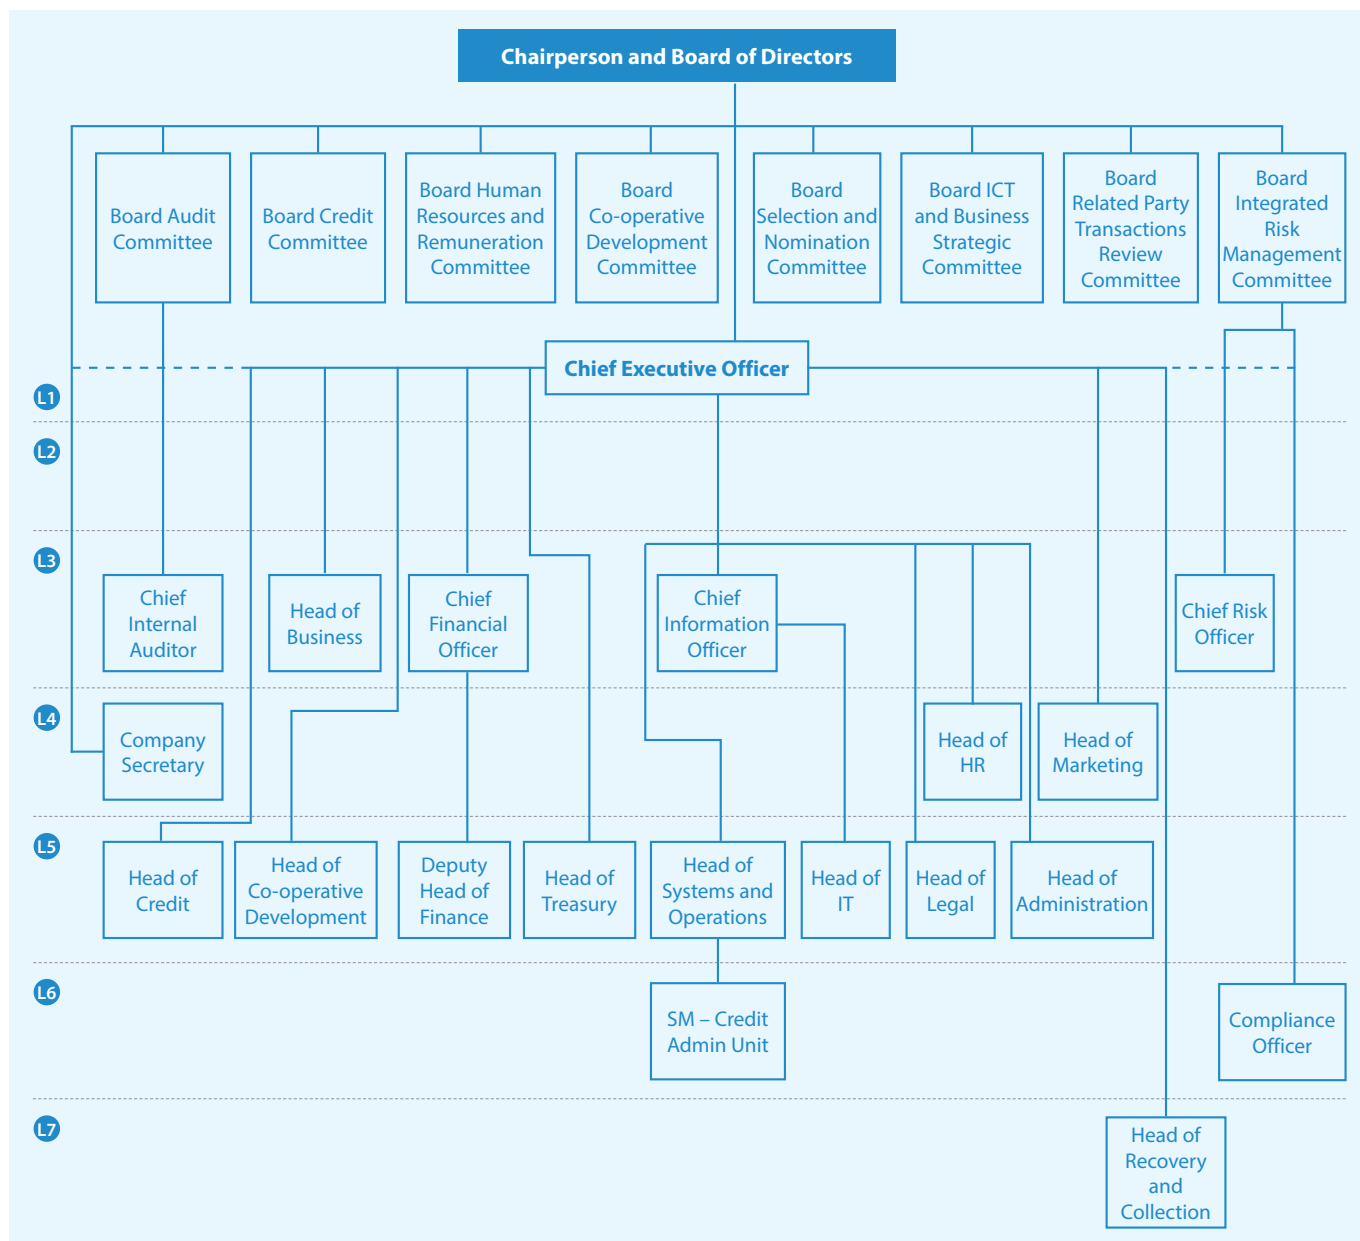 Chairperson and Board of Directors
Board Audit
Committee
Board Credit
Committee
Board Human
Resources and
Remuneration
Committee
Board
Co-operative
Development
Committee
Board
Selection and
Nomination
Committee
Board ICT
and Business
Strategic
Committee
Board
Related Party
Transactions
Review
Committee
Board
Integrated
Risk
Management
Committee
Chief Executive Officer
L1
L2
L3
Chief
Internal
Auditor
Head of
Business
Chief
Financial
Officer
Chief
Information
Officer
Chief Risk
Officer
L4
Company
Secretary
Head of
HR
Head of
Marketing
L5
Head of
Credit
Head of
Co-operative
Development
Deputy
Head of
Finance
Head of
Treasury
Head of
Systems and
Operations
Head of
IT
Head of
Legal
Head of
Administration
L6
SM – Credit
Admin Unit
Compliance
Officer
L7
Head of
Recovery
and
Collection